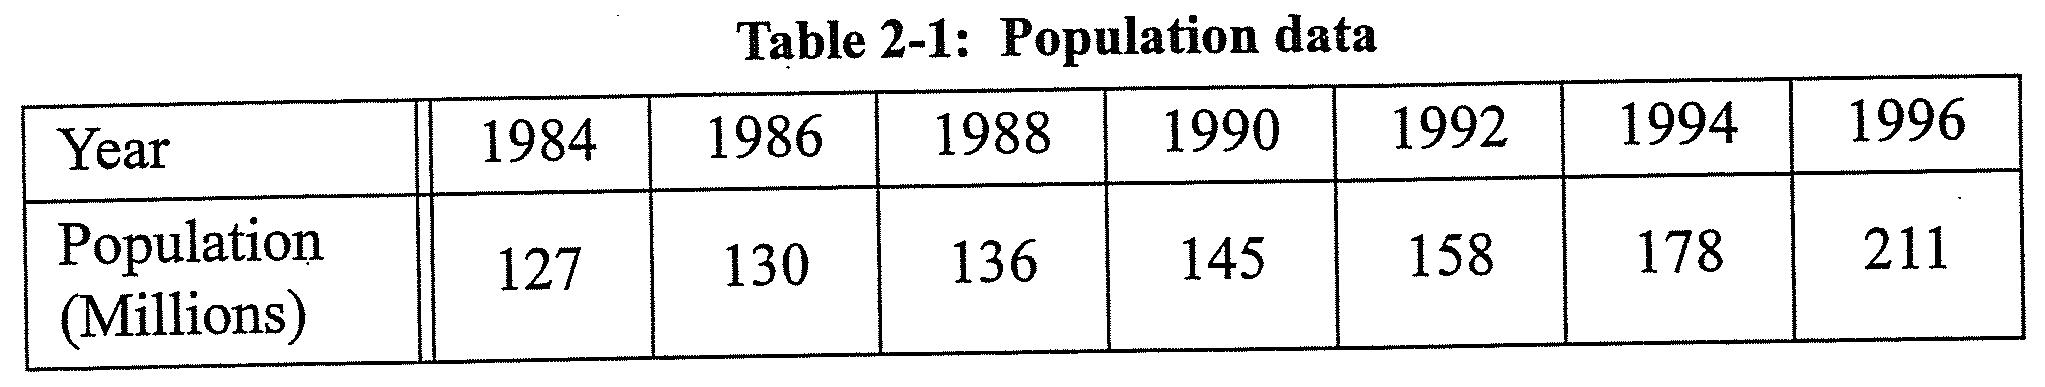 Table 2-1: Population data
Year 1984 1986 1988 1990 1992 1994 1996
Population
(Millions) 127 130 136 145 158 178 211